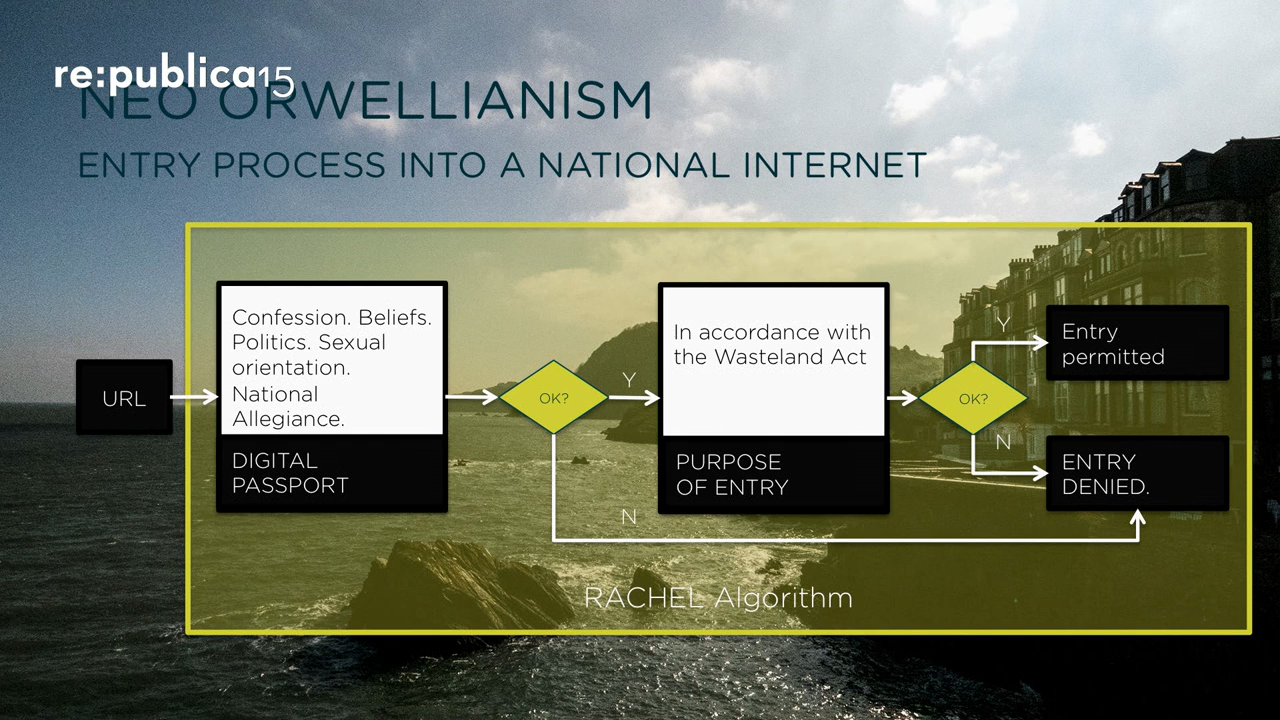 re:publica15
NEO ORWELLIANISM
ENTRY PROCESS INTO A NATIONAL INTERNET
URL
Confession. Beliefs.
Politics. Sexual
orientation.
National
Allegiance.
DIGITAL
PASSPORT
OK?
Y
N
In accordance with
the Wasteland Act
PURPOSE
OF ENTRY
OK?
Y
N
Entry
permitted
ENTRY
DENIED.
RACHEL Algorithm